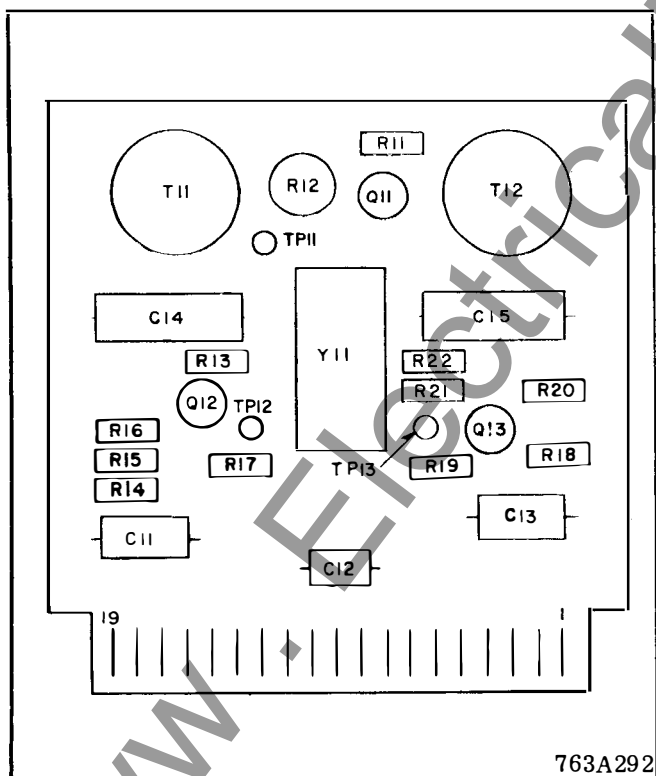 R11
T11
R12
Q11
T12
TP11
C14
Y11
C15
R13
R22
R21
R20
Q12
TP12
Q13
R16
R15
R14
R17
TP13
R19
R18
C11
C12
C13
19
1
763A292
www.Electrical